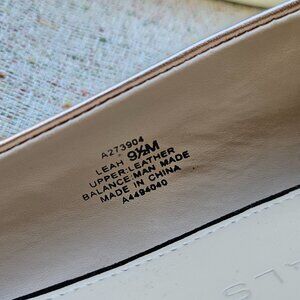 A273904
LEAH 9½M
UPPER:LEATHER
BALANCE:MAN MADE
MADE IN CHINA
A4494040